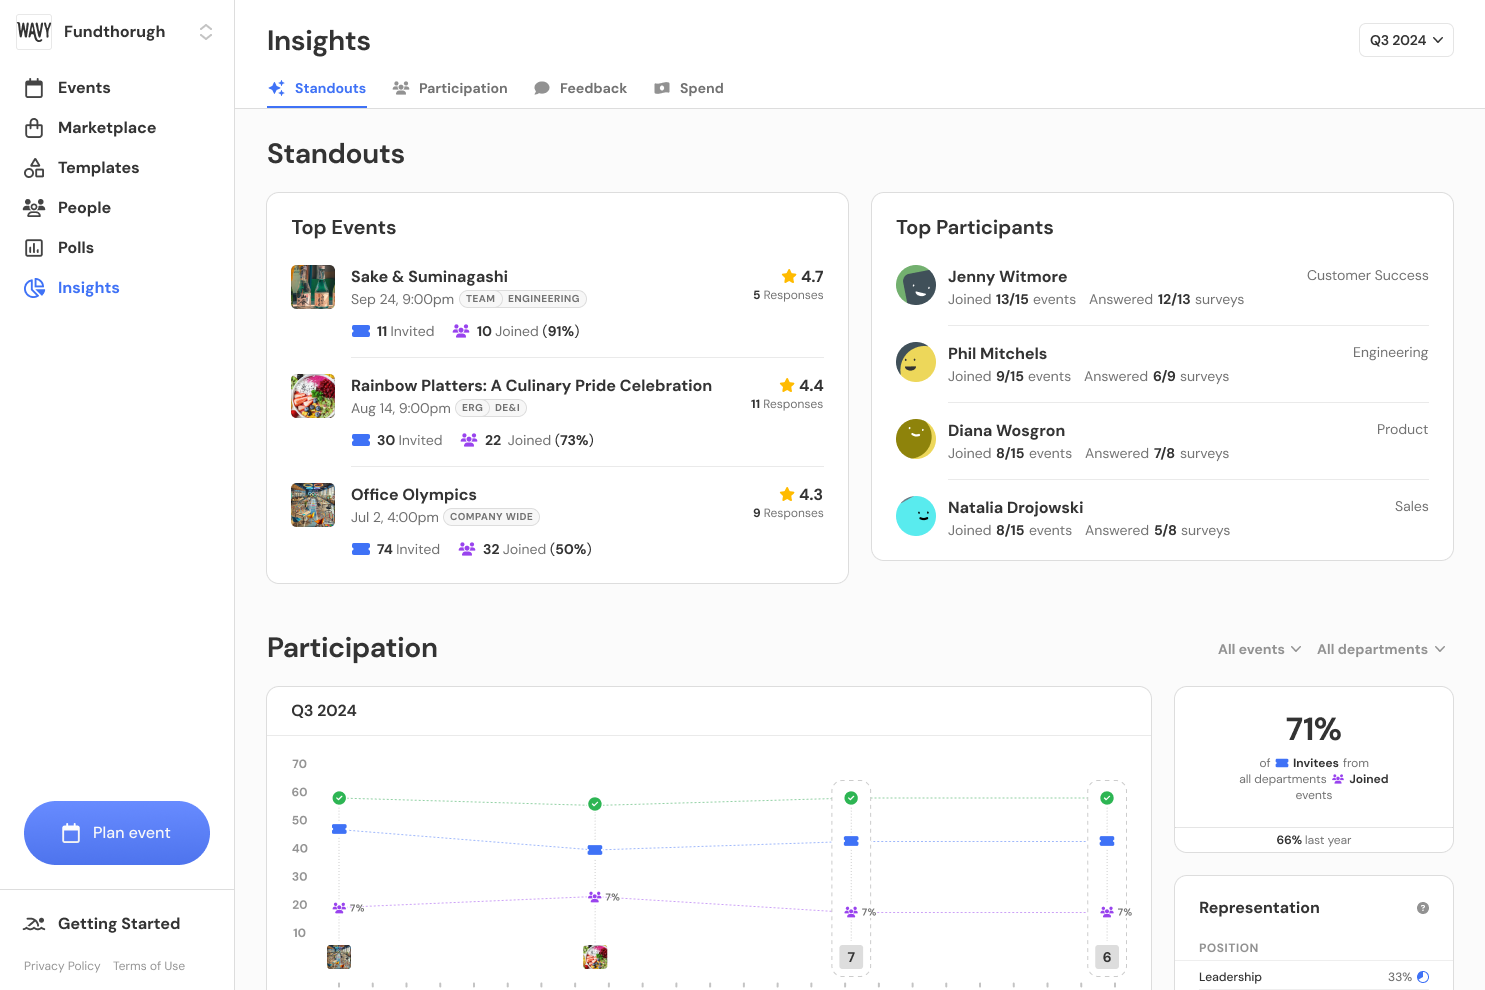 WAVY
Fundthorugh
Events
Marketplace
Templates
People
Polls
Insights
Plan event
Getting Started
Privacy Policy Terms of Use
Insights
Q3 2024
Standouts Participation Feedback Spend
Standouts
Top Events
Sake & Suminagashi
4.7
Sep 24, 9:00pm TEAM ENGINEERING
5 Responses
11 Invited 10 Joined (91%)
Rainbow Platters: A Culinary Pride Celebration
4.4
Aug 14, 9:00pm ERG DE&I
11 Responses
30 Invited 22 Joined (73%)
Office Olympics
4.3
Jul 2, 4:00pm COMPANY WIDE
9 Responses
74 Invited 32 Joined (50%)
Top Participants
Jenny Witmore
Customer Success
Joined 13/15 events Answered 12/13 surveys
Phil Mitchels
Engineering
Joined 9/15 events Answered 6/9 surveys
Diana Wosgron
Product
Joined 8/15 events Answered 7/8 surveys
Natalia Drojowski
Sales
Joined 8/15 events Answered 5/8 surveys
Participation
All events All departments
Q3 2024
70
60
50
40
30
20
10
7%
7%
7%
7%
7
6
71%
of Invitees from
all departments Joined
events
66% last year
Representation
?
POSITION
Leadership 33%